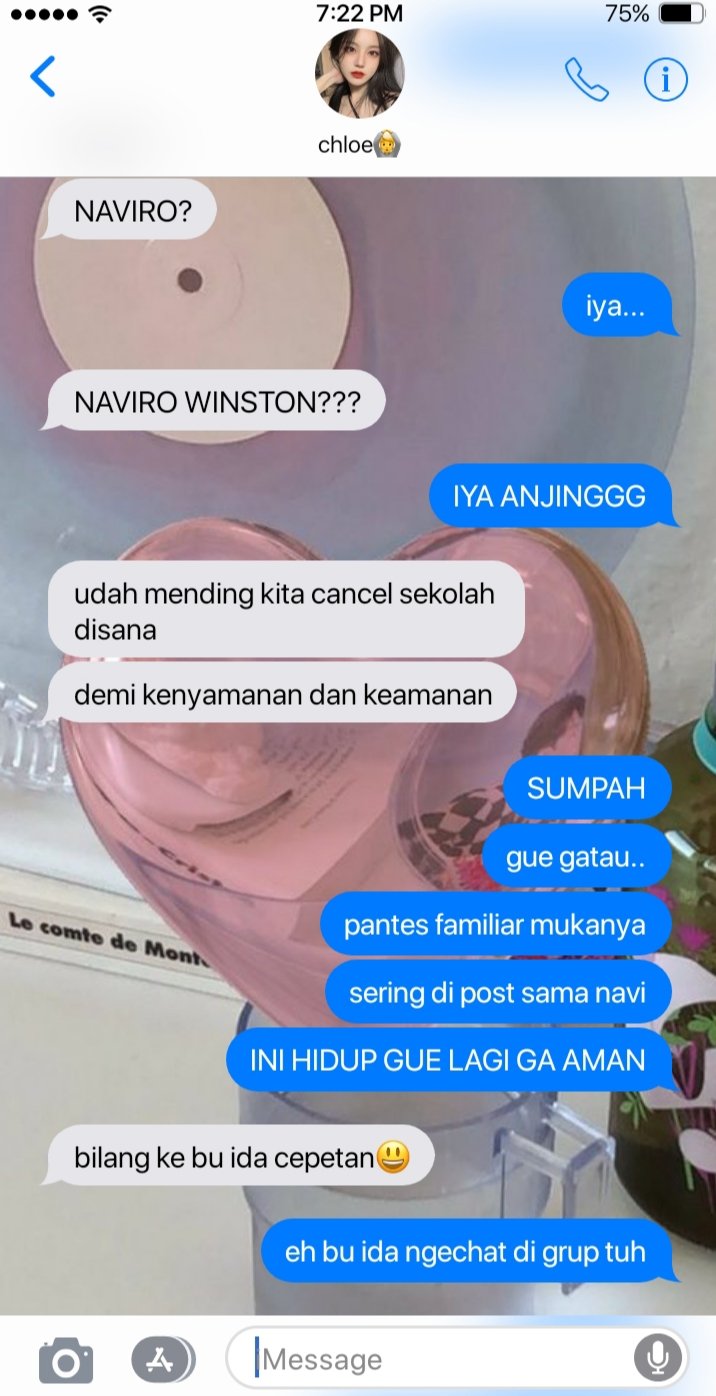 7:22 PM
75%
chloe
NAVIRO?
iya...
NAVIRO WINSTON???
IYA ANJINGGG
udah mending kita cancel sekolah
disana
demi kenyamanan dan keamanan
SUMPAH
gue gatau..
pantes familiar mukanya
sering di post sama navi
Le comte de Monte
INI HIDUP GUE LAGI GA AMAN
bilang ke bu ida cepetan😃
eh bu ida ngechat di grup tuh
Message